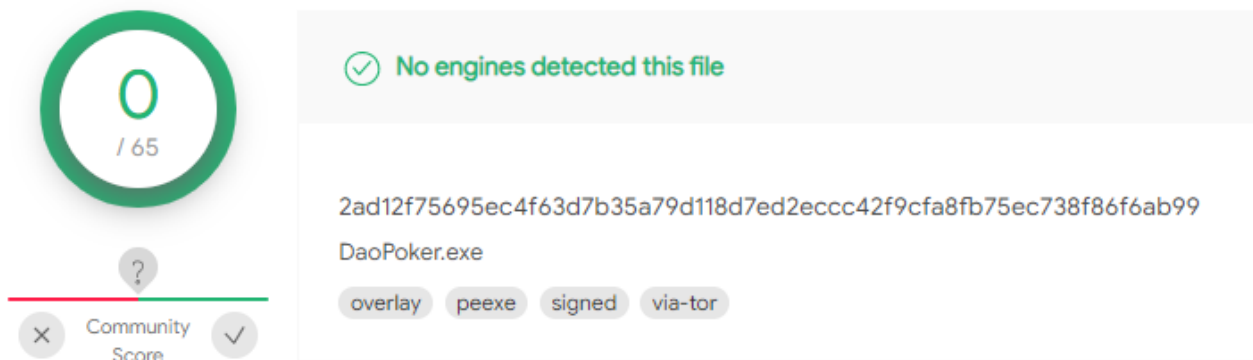 0
/ 65
No engines detected this file
2ad12f75695ec4f63d7b35a79d118d7ed2eccc42f9cfa8fb75ec738f86f6ab99
DaoPoker.exe
overlay peexe signed via-tor
?
Community
Score